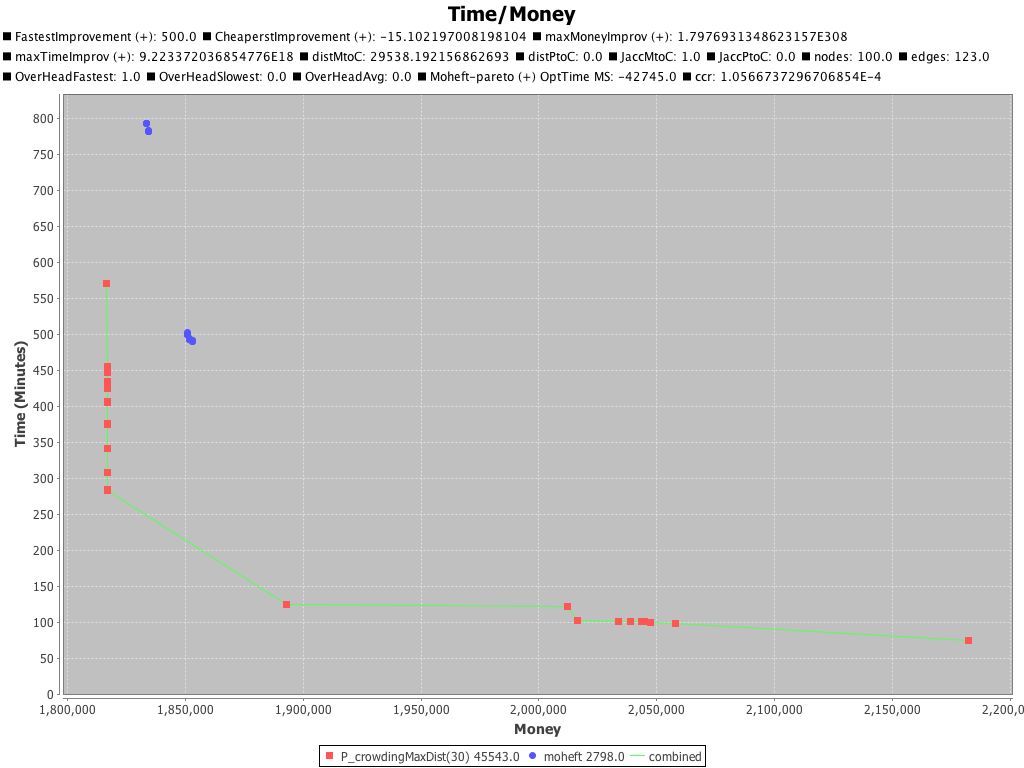 Time/Money
■ FastestImprovement (+): 500.0 ■ CheaperstImprovement (+): -15.102197008198104 ■ maxMoneyImprov (+): 1.7976931348623157E308
■ maxTimeImprov (+): 9.223372036854776E18 ■ distMtoC: 29538.192156862693 ■ distPtoC: 0.0 ■ JaccMtoC: 1.0 ■ JaccPtoC: 0.0 ■ nodes: 100.0 ■ edges: 123.0
■ OverHeadFastest: 1.0 ■ OverHeadSlowest: 0.0 ■ OverHeadAvg: 0.0 ■ Moheft-pareto (+) OptTime MS: -42745.0 ■ ccr: 1.0566737296706854E-4
800
750
700
650
600
550
500
450
400
350
300
250
200
150
100
50
0
Time (Minutes)
1,800,000 1,850,000 1,900,000 1,950,000 2,000,000 2,050,000 2,100,000 2,150,000 2,200,0
Money
P_crowdingMaxDist(30) 45543.0 moheft 2798.0 combined